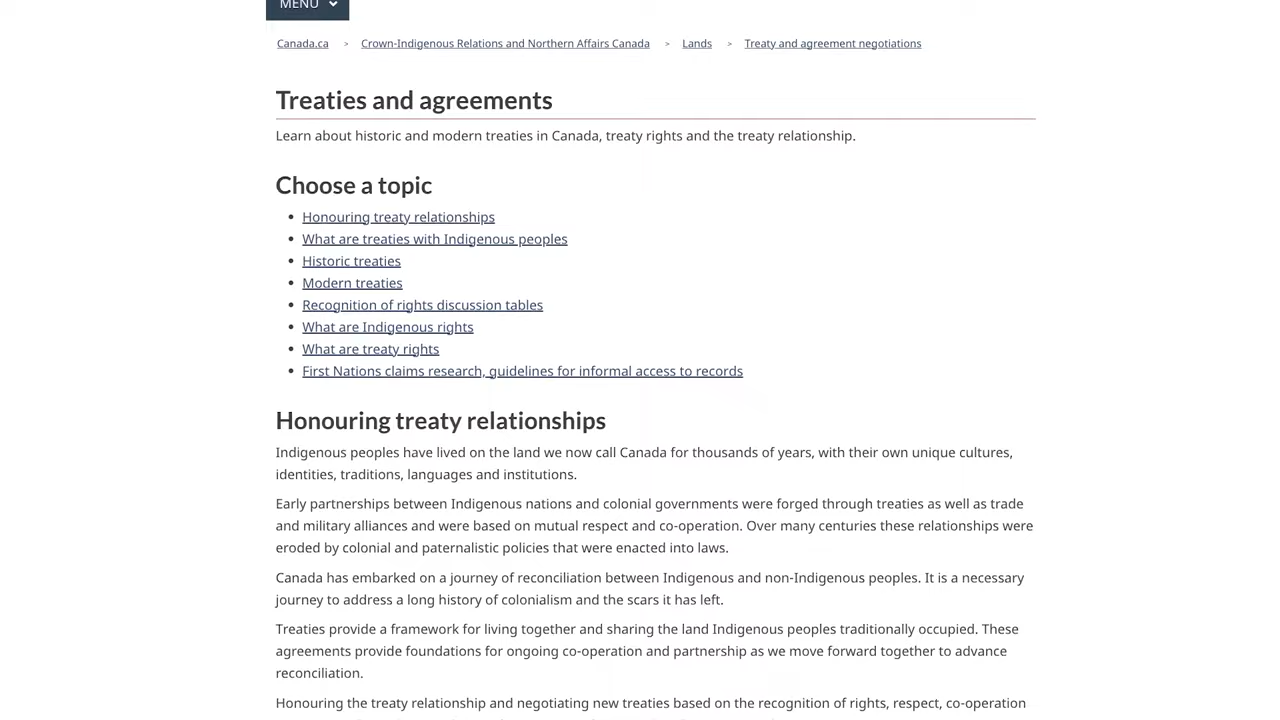 MENU
Canada.ca > Crown-Indigenous Relations and Northern Affairs Canada > Lands > Treaty and agreement negotiations
Treaties and agreements
Learn about historic and modern treaties in Canada, treaty rights and the treaty relationship.
Choose a topic
• Honouring treaty relationships
• What are treaties with Indigenous peoples
• Historic treaties
• Modern treaties
• Recognition of rights discussion tables
• What are Indigenous rights
• What are treaty rights
• First Nations claims research, guidelines for informal access to records
Honouring treaty relationships
Indigenous peoples have lived on the land we now call Canada for thousands of years, with their own unique cultures,
identities, traditions, languages and institutions.
Early partnerships between Indigenous nations and colonial governments were forged through treaties as well as trade
and military alliances and were based on mutual respect and co-operation. Over many centuries these relationships were
eroded by colonial and paternalistic policies that were enacted into laws.
Canada has embarked on a journey of reconciliation between Indigenous and non-Indigenous peoples. It is a necessary
journey to address a long history of colonialism and the scars it has left.
Treaties provide a framework for living together and sharing the land Indigenous peoples traditionally occupied. These
agreements provide foundations for ongoing co-operation and partnership as we move forward together to advance
reconciliation.
Honouring the treaty relationship and negotiating new treaties based on the recognition of rights, respect, co-operation